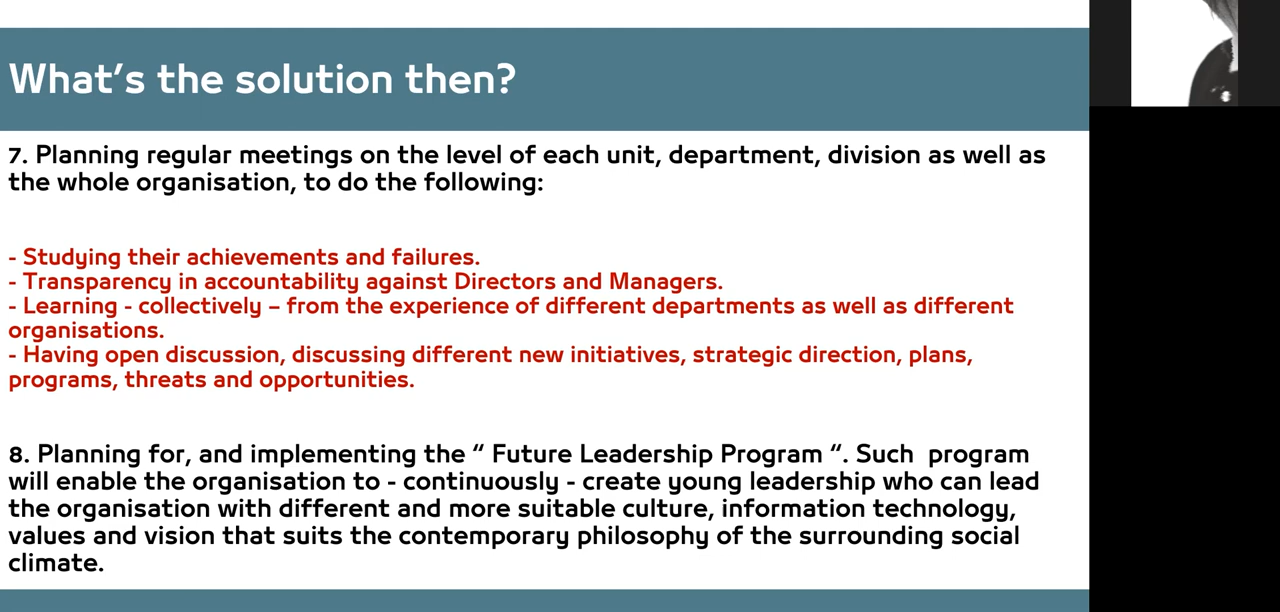 What's the solution then?
7. Planning regular meetings on the level of each unit, department, division as well as
the whole organisation, to do the following:
- Studying their achievements and failures.
- Transparency in accountability against Directors and Managers.
- Learning - collectively – from the experience of different departments as well as different
organisations.
- Having open discussion, discussing different new initiatives, strategic direction, plans,
programs, threats and opportunities.
8. Planning for, and implementing the “ Future Leadership Program “. Such  program
will enable the organisation to - continuously - create young leadership who can lead
the organisation with different and more suitable culture, information technology,
values and vision that suits the contemporary philosophy of the surrounding social
climate.